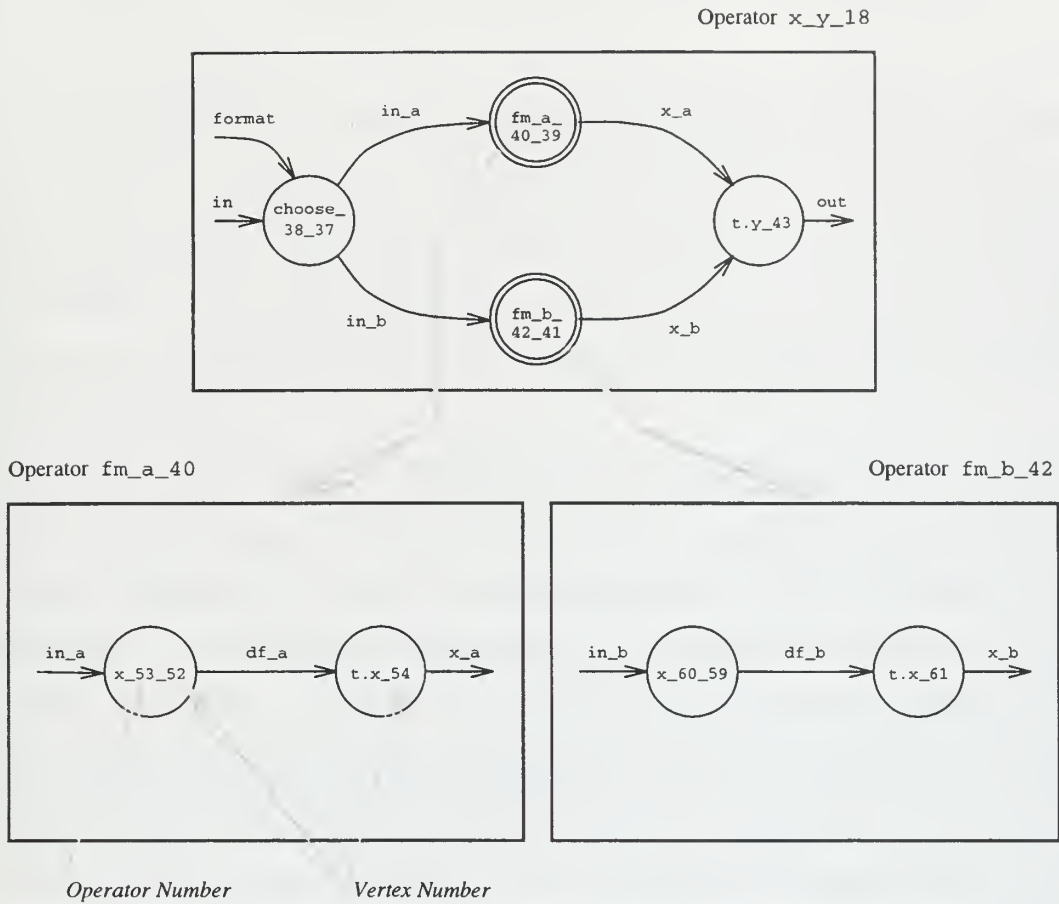 Operator x_y_18
format
in
choose_
38_37
in_a
fm_a_
40_39
x_a
in_b
fm_b_
42_41
x_b
t.y_43
out
Operator fm_a_40
in_a
x_53_52
df_a
t.x_54
x_a
Operator fm_b_42
in_b
x_60_59
df_b
t.x_61
x_b
Operator Number
Vertex Number